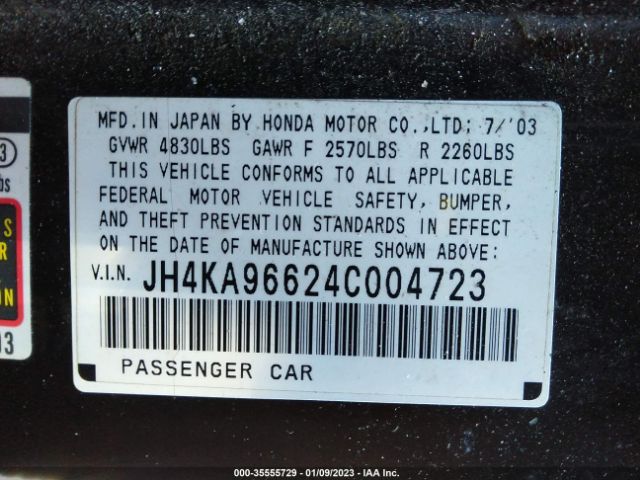 MFD. IN JAPAN BY HONDA MOTOR CO., LTD; 7/'03
GVWR 4830LBS GAWR F 2570LBS R 2260LBS
THIS VEHICLE CONFORMS TO ALL APPLICABLE
FEDERAL MOTOR VEHICLE SAFETY, BUMPER,
AND THEFT PREVENTION STANDARDS IN EFFECT
ON THE DATE OF MANUFACTURE SHOWN ABOVE:
V.I.N. JH4KA96624C004723
PASSENGER CAR
000-35555729 - 01/09/2023 - IAA Inc.